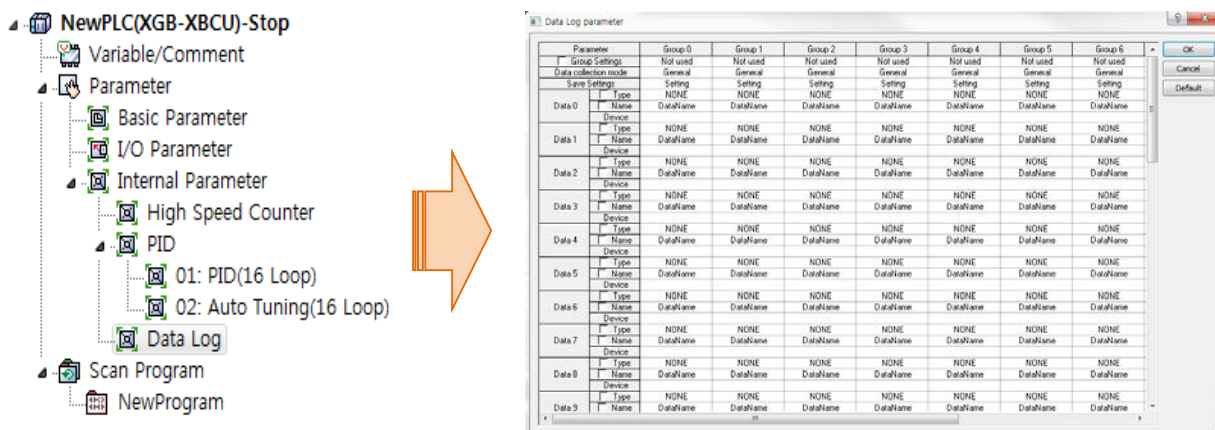 NewPLC(XGB-XBCU)-Stop
Variable/Comment
Parameter
Basic Parameter
I/O Parameter
Internal Parameter
High Speed Counter
PID
01: PID(16 Loop)
02: Auto Tuning(16 Loop)
Data Log
Scan Program
NewProgram
Data Log parameter
Parameter Group 0 Group 1 Group 2 Group 3 Group 4 Group 5 Group 6
Group Settings Not used Not used Not used Not used Not used Not used Not used
Data collection mode General General General General General General General
Save Settings Setting Setting Setting Setting Setting Setting Setting
Data 0 Type NONE NONE NONE NONE NONE NONE NONE
Name DataName DataName DataName DataName DataName DataName DataName
Device
Data 1 Type NONE NONE NONE NONE NONE NONE NONE
Name DataName DataName DataName DataName DataName DataName DataName
Device
Data 2 Type NONE NONE NONE NONE NONE NONE NONE
Name DataName DataName DataName DataName DataName DataName DataName
Device
Data 3 Type NONE NONE NONE NONE NONE NONE NONE
Name DataName DataName DataName DataName DataName DataName DataName
Device
Data 4 Type NONE NONE NONE NONE NONE NONE NONE
Name DataName DataName DataName DataName DataName DataName DataName
Device
Data 5 Type NONE NONE NONE NONE NONE NONE NONE
Name DataName DataName DataName DataName DataName DataName DataName
Device
Data 6 Type NONE NONE NONE NONE NONE NONE NONE
Name DataName DataName DataName DataName DataName DataName DataName
Device
Data 7 Type NONE NONE NONE NONE NONE NONE NONE
Name DataName DataName DataName DataName DataName DataName DataName
Device
Data 8 Type NONE NONE NONE NONE NONE NONE NONE
Name DataName DataName DataName DataName DataName DataName DataName
Device
Data 9 Type NONE NONE NONE NONE NONE NONE NONE
Name DataName DataName DataName DataName DataName DataName DataName
OK
Cancel
Default